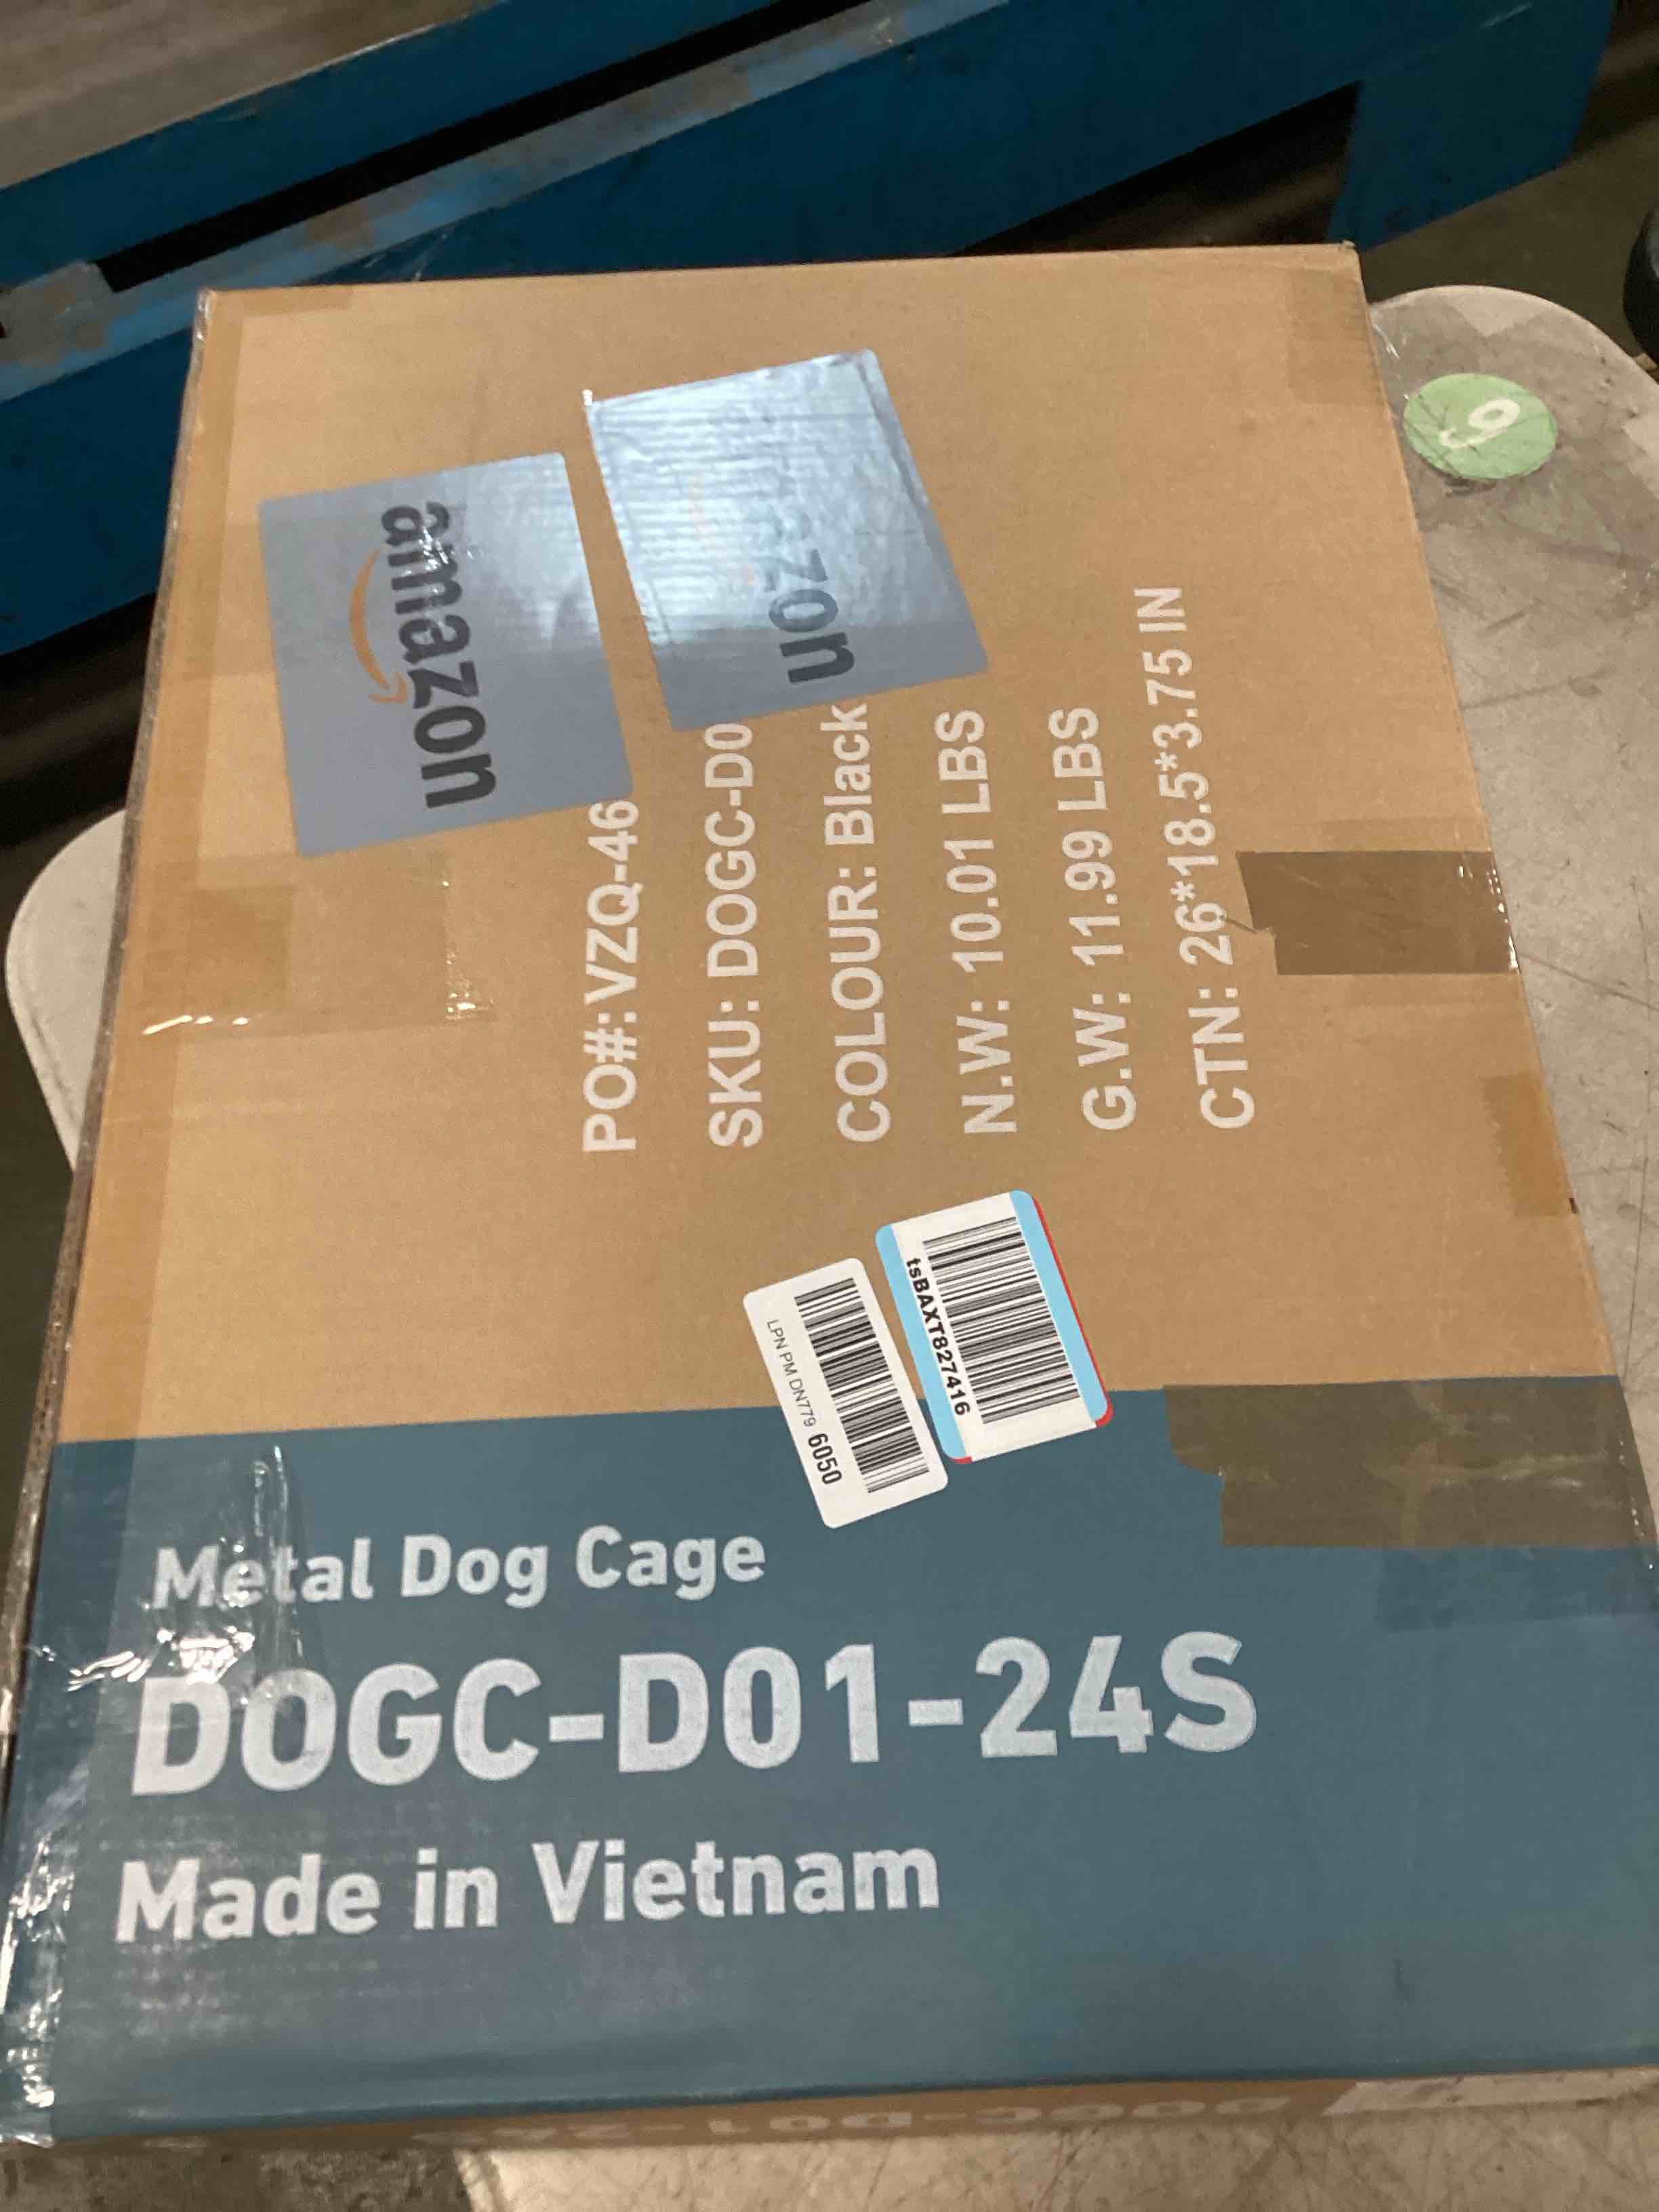 amazon
zon
PO#: VZQ-46
SKU: DOGC-D0
COLOUR: Black
N.W: 10.01 LBS
G.W: 11.99 LBS
CTN: 26*18.5*3.75 IN
tsBAXT827416
LPN PM DN779 6050
Metal Dog Cage
DOGC-D01-24S
Made in Vietnam